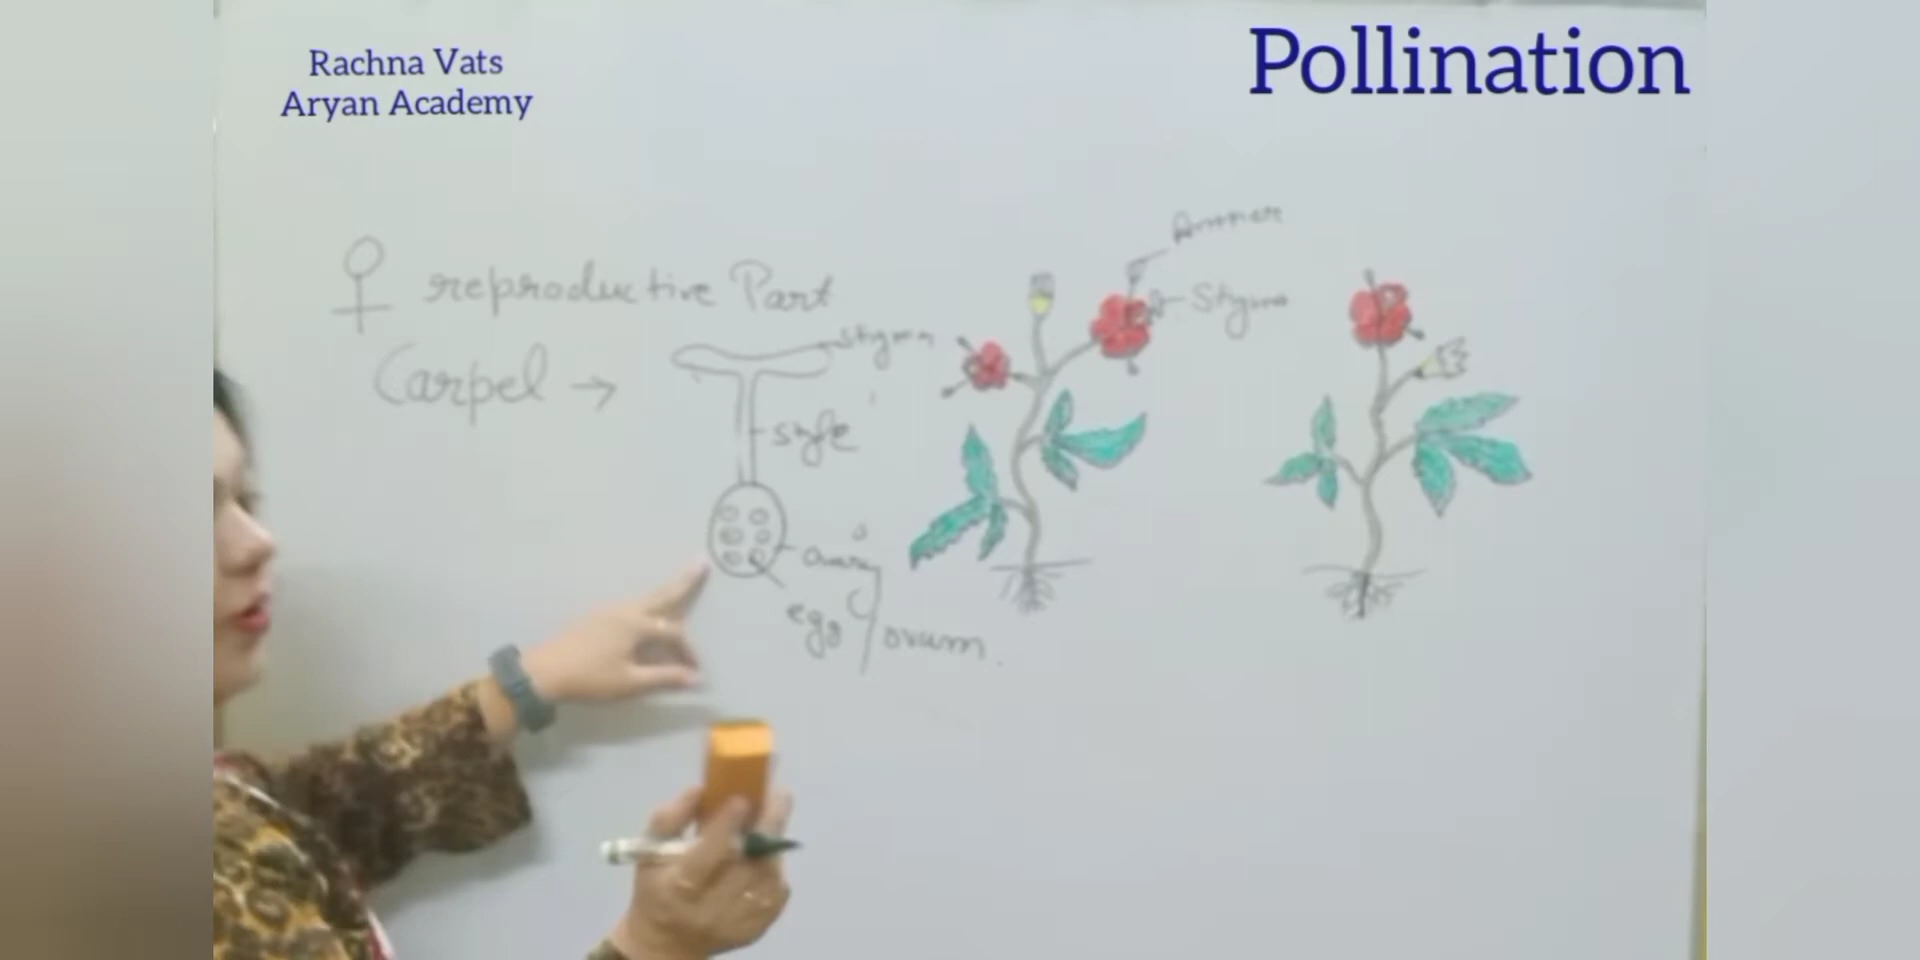 Rachna Vats
Aryan Academy
Pollination
♀ reproductive Part
Carpel →
stigma
style
ovary
egg/ovum.
Anther
Stigma